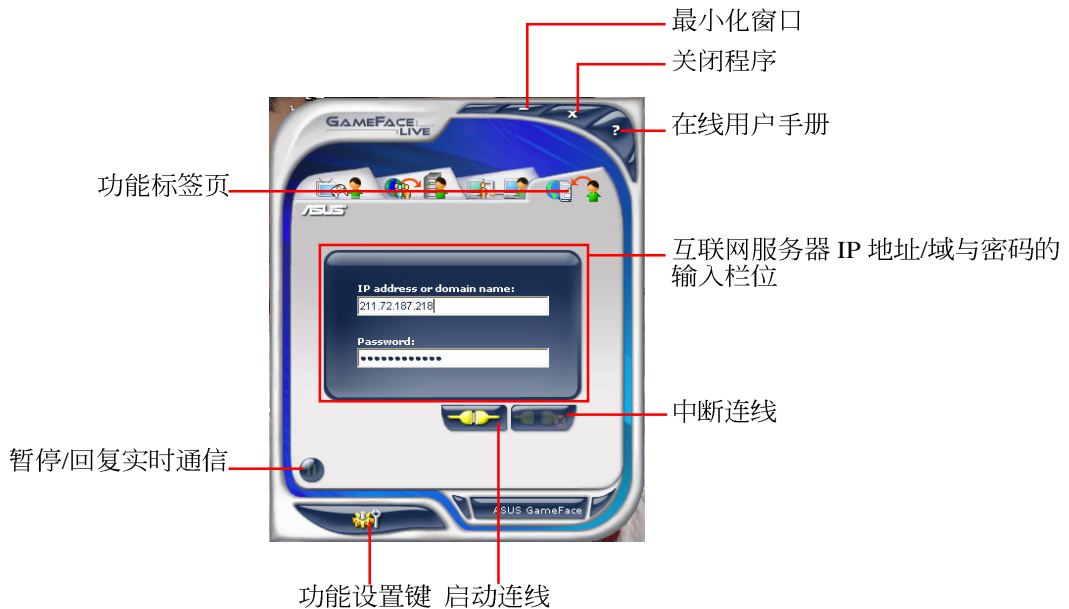 最小化窗口
关闭程序
GAMEFACE
LIVE
x
?
在线用户手册
功能标签页
ASUS
互联网服务器 IP 地址/域与密码的
输入栏位
IP address or domain name:
211.72.187.218
Password:
••••••••••••
中断连线
暂停/回复实时通信
ASUS GameFace
功能设置键
启动连线